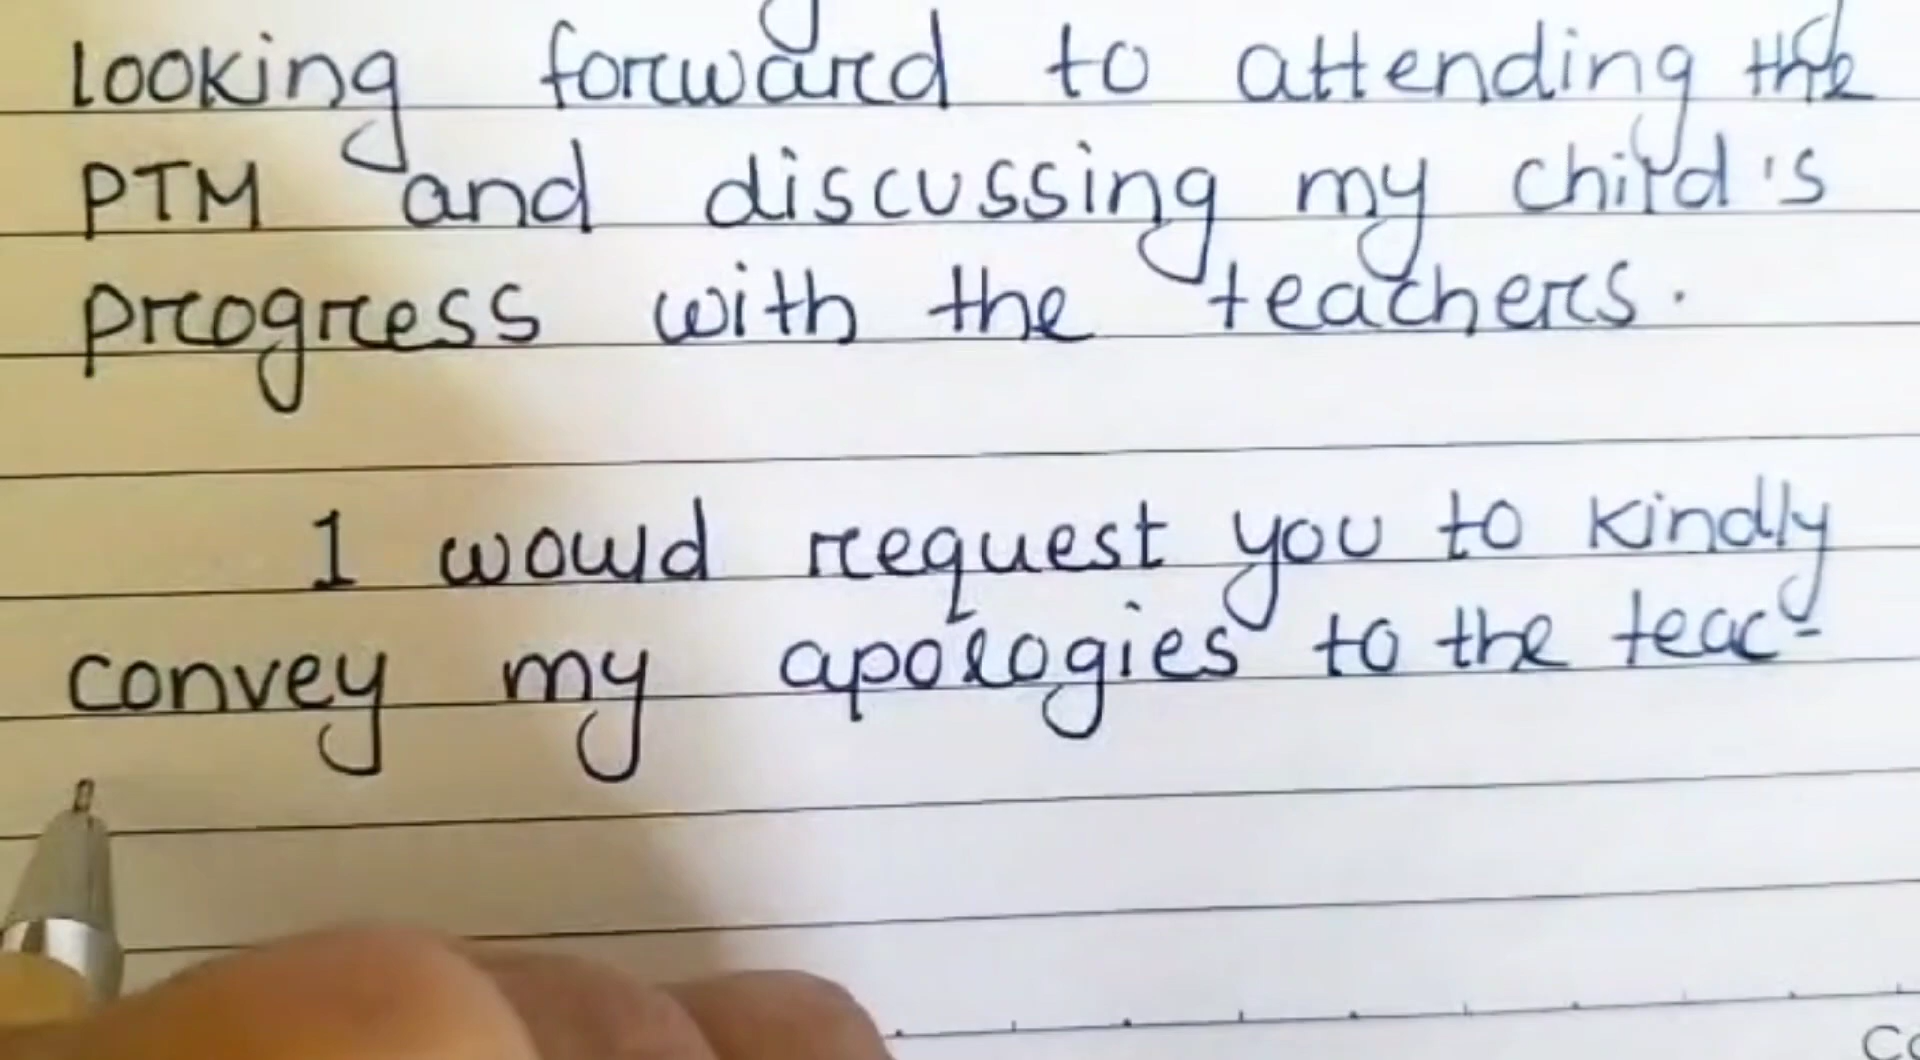 looking forward to attending the
PTM and discussing my child's
progress with the teachers.
I would request you to kindly
convey my apologies to the teac-